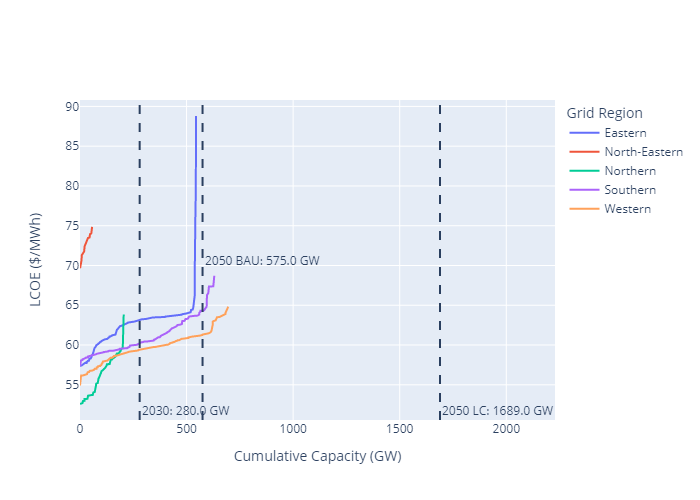 90
85
80
75
70
65
60
55
LCOE ($/MWh)
0
500
1000
1500
2000
Cumulative Capacity (GW)
2050 BAU: 575.0 GW
2030: 280.0 GW
2050 LC: 1689.0 GW
Grid Region
Eastern
North-Eastern
Northern
Southern
Western